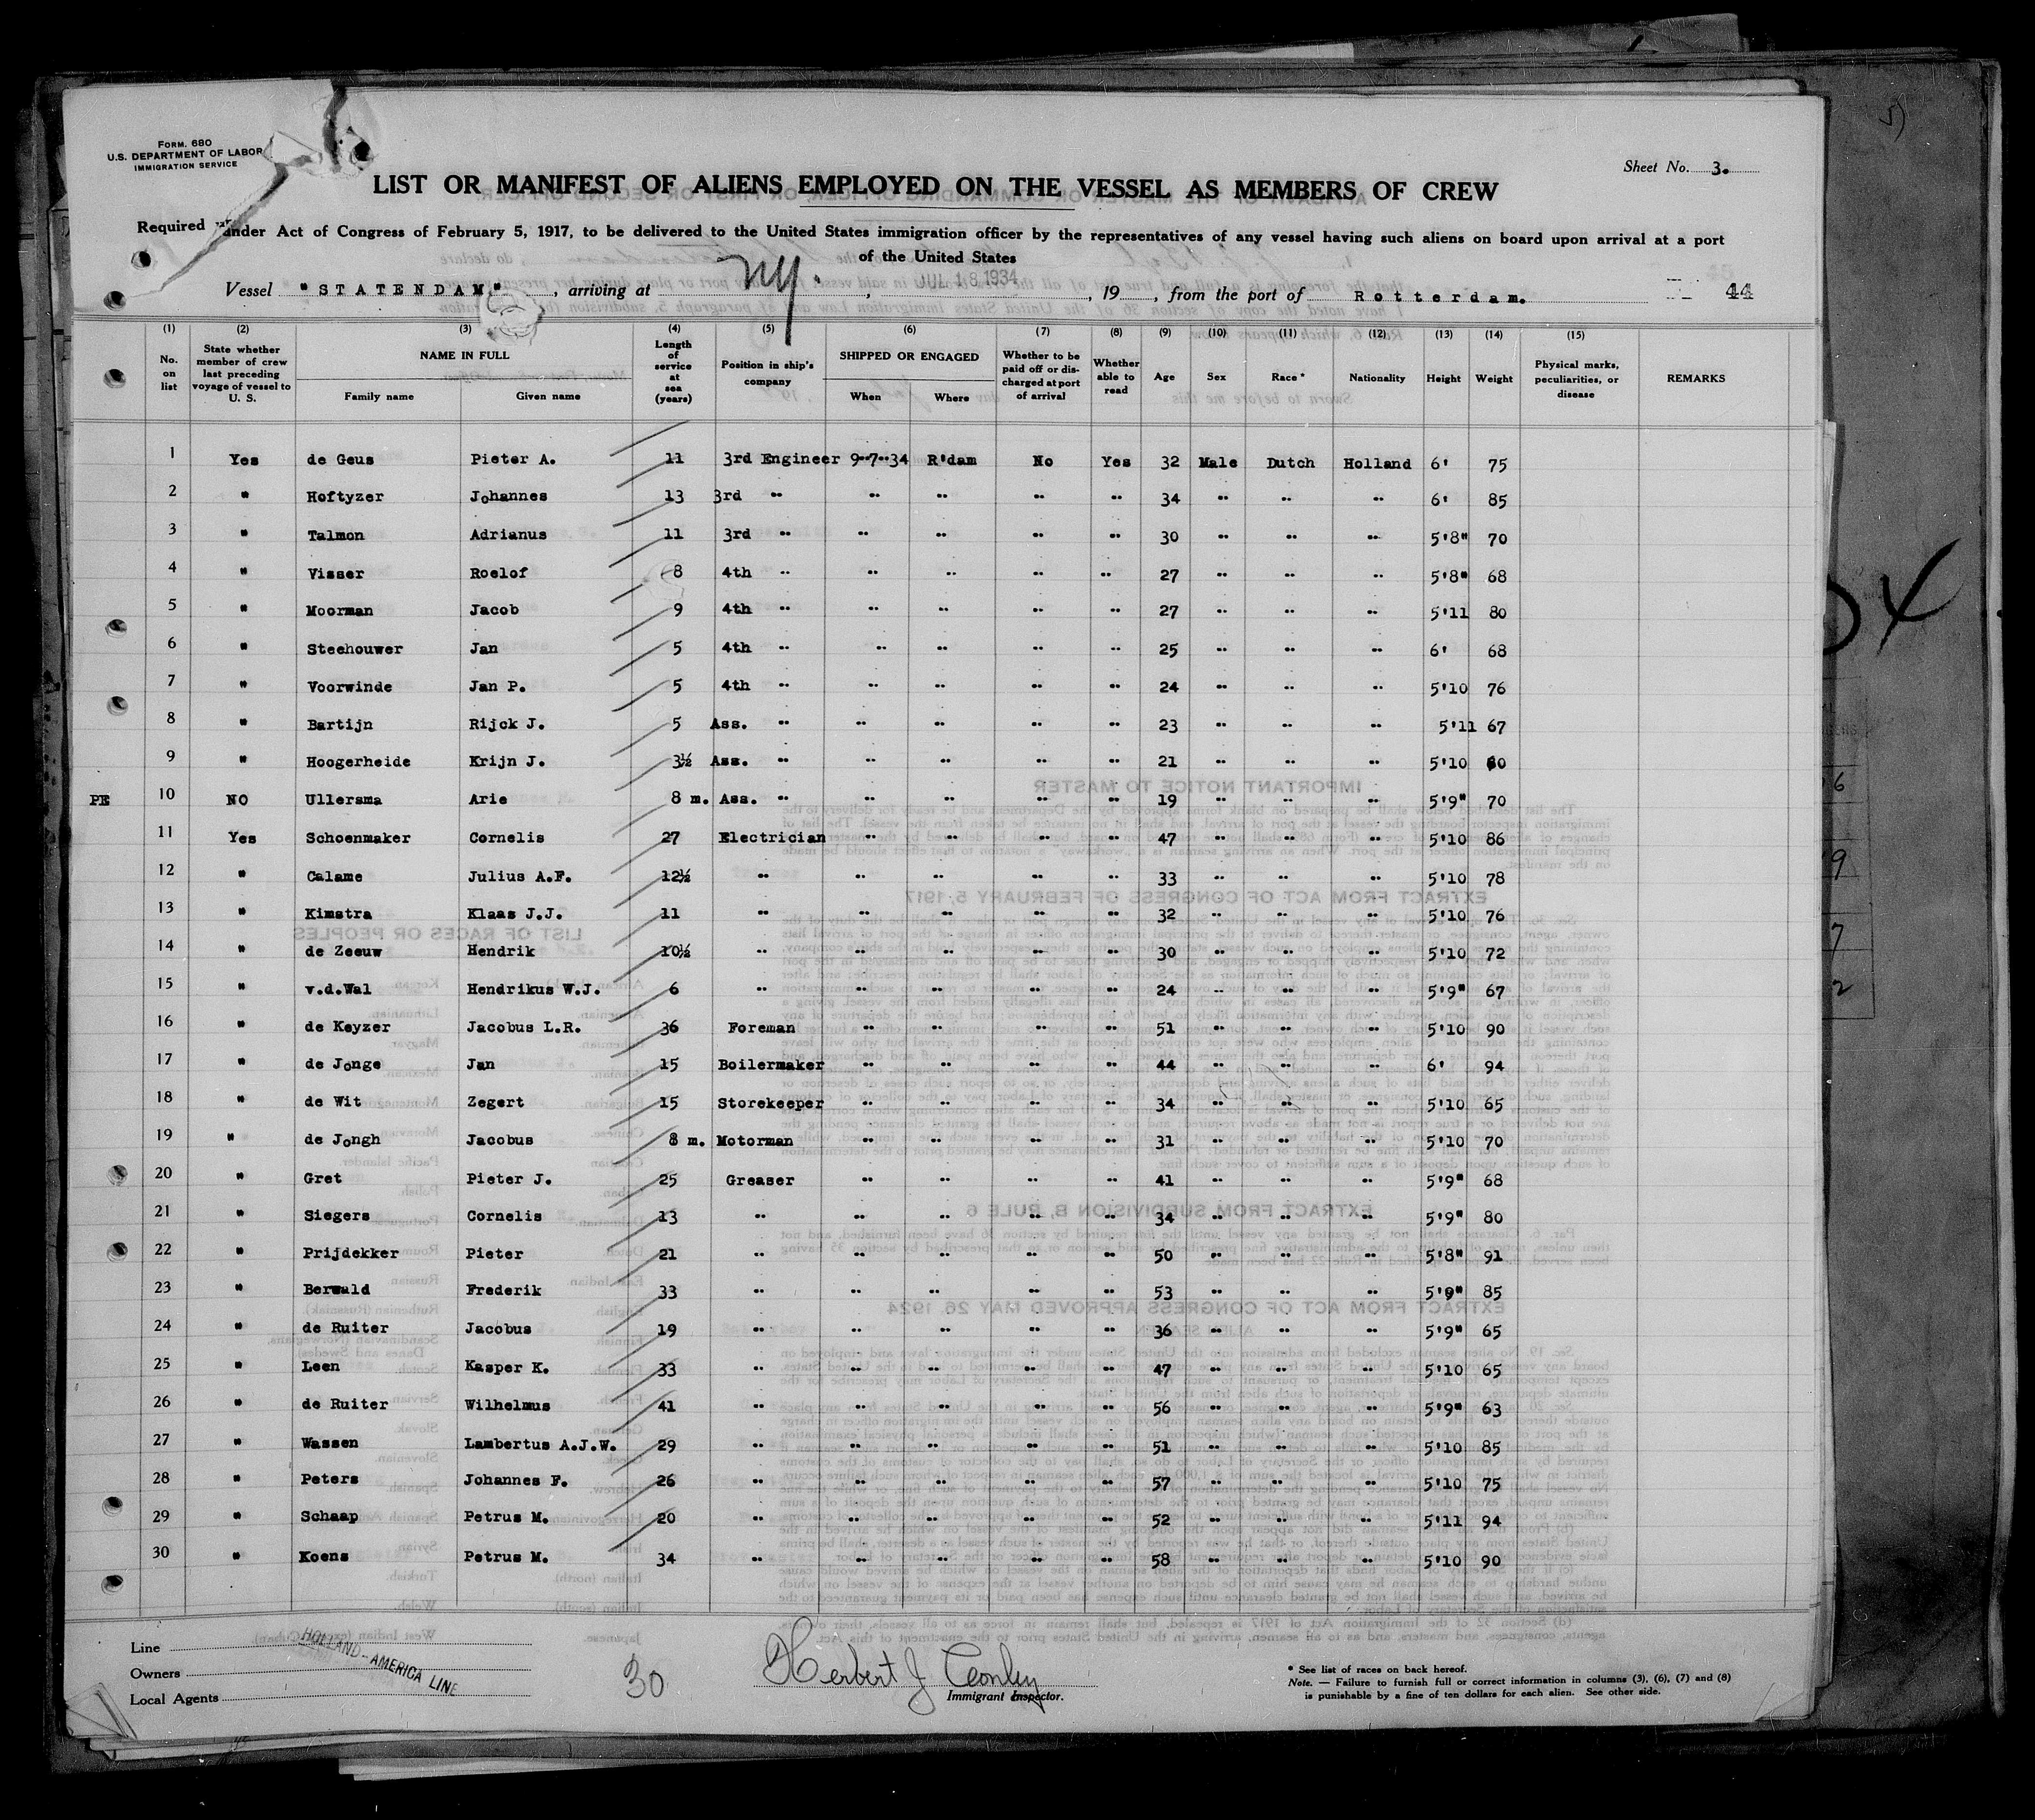 FORM. 680
U.S. DEPARTMENT OF LABOR
IMMIGRATION SERVICE
Sheet No. 3.
LIST OR MANIFEST OF ALIENS EMPLOYED ON THE VESSEL AS MEMBERS OF CREW
Required under Act of Congress of February 5, 1917, to be delivered to the United States immigration officer by the representatives of any vessel having such aliens on board upon arrival at a port
of the United States
Vessel "STATENDAM", arriving at NY., JUL 18 1934, 19, from the port of Rotterdam. 44
(1) (2) (3) (4) (5) (6) (7) (8) (9) (10) (11) (12) (13) (14) (15)
No. on list | State whether member of crew last preceding voyage of vessel to U. S. | NAME IN FULL Family name Given name | Length of service at sea (years) | Position in ship's company | SHIPPED OR ENGAGED When Where | Whether to be paid off or discharged at port of arrival | Whether able to read | Age | Sex | Race * | Nationality | Height | Weight | Physical marks, peculiarities, or disease | REMARKS
1 Yes de Geus Pieter A. 11 3rd Engineer 9-7-34 R'dam No Yes 32 Male Dutch Holland 6' 75
2 " Hoftyzer Johannes 13 3rd " " " " " 34 " " " 6' 85
3 " Talmon Adrianus 11 3rd " " " " " 30 " " " 5'8" 70
4 " Visser Roelof 8 4th " " " " " 27 " " " 5'8" 68
5 " Moorman Jacob 9 4th " " " " " 27 " " " 5'11 80
6 " Steehouwer Jan 5 4th " " " " " 25 " " " 6' 68
7 " Voorwinde Jan P. 5 4th " " " " " 24 " " " 5'10 76
8 " Bartijn Rijck J. 5 Ass. " " " " " 23 " " " 5'11 67
9 " Hoogerheide Krijn J. 3½ Ass. " " " " " 21 " " " 5'10
PE 10 NO Ullersma Arie 8 m. Ass. " " " " " 19 " " " 5'9" 70
11 Yes Schoenmaker Cornelis 27 Electrician " " " " 47 " " " 5'10 86
12 " Calame Julius A.F. 12½ " " " " " 33 " " " 5'10 78
13 " Kimstra Klaas J.J. 11 " " " " " 32 " " " 5'10 76
14 " de Zeeuw Hendrik 10½ " " " " " 30 " " " 5'10 72
15 " v.d.Wal Hendrikus W.J. 6 " " " " " 24 " " " 5'9" 67
16 " de Keyzer Jacobus L.R. 36 Foreman " " " " 51 " " " 5'10 90
17 " de Jonge Jan 15 Boilermaker " " " " 44 " " " 6' 94
18 " de Wit Zegert 15 Storekeeper " " " " 34 " " " 5'10 65
19 " de Jongh Jacobus 8 m. Motorman " " " " 31 " " " 5'10 70
20 " Gret Pieter J. 25 Greaser " " " " 41 " " " 5'9" 68
21 " Siegers Cornelis 13 " " " " " 34 " " " 5'9" 80
22 " Prijdekker Pieter 21 " " " " " 50 " " " 5'8" 91
23 " Berwald Frederik 33 " " " " " 53 " " " 5'9" 85
24 " de Ruiter Jacobus 19 " " " " " 36 " " " 5'9" 65
25 " Leen Kasper K. 33 " " " " " 47 " " " 5'10 65
26 " de Ruiter Wilhelmus 41 " " " " " 56 " " " 5'9" 63
27 " Wassen Lambertus A.J.W. 29 " " " " " 51 " " " 5'10 85
28 " Peters Johannes F. 26 " " " " " 57 " " " 5'10 75
29 " Schaap Petrus M. 20 " " " " " 52 " " " 5'11 94
30 " Koens Petrus M. 34 " " " " " 58 " " " 5'10 90
Line
Owners
Local Agents
HOLLAND-AMERICA LINE
30
Herbert J
Immigrant Inspector.
* See list of races on back hereof.
Note. — Failure to furnish full or correct information in columns (3), (6), (7) and (8)
is punishable by a fine of ten dollars for each alien. See other side.